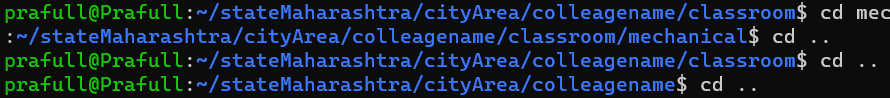 prafull@Prafull:~/stateMaharashtra/cityArea/colleagename/classroom$ cd mec
:~/stateMaharashtra/cityArea/colleagename/classroom/mechanical$ cd ..
prafull@Prafull:~/stateMaharashtra/cityArea/colleagename/classroom$ cd ..
prafull@Prafull:~/stateMaharashtra/cityArea/colleagename$ cd ..